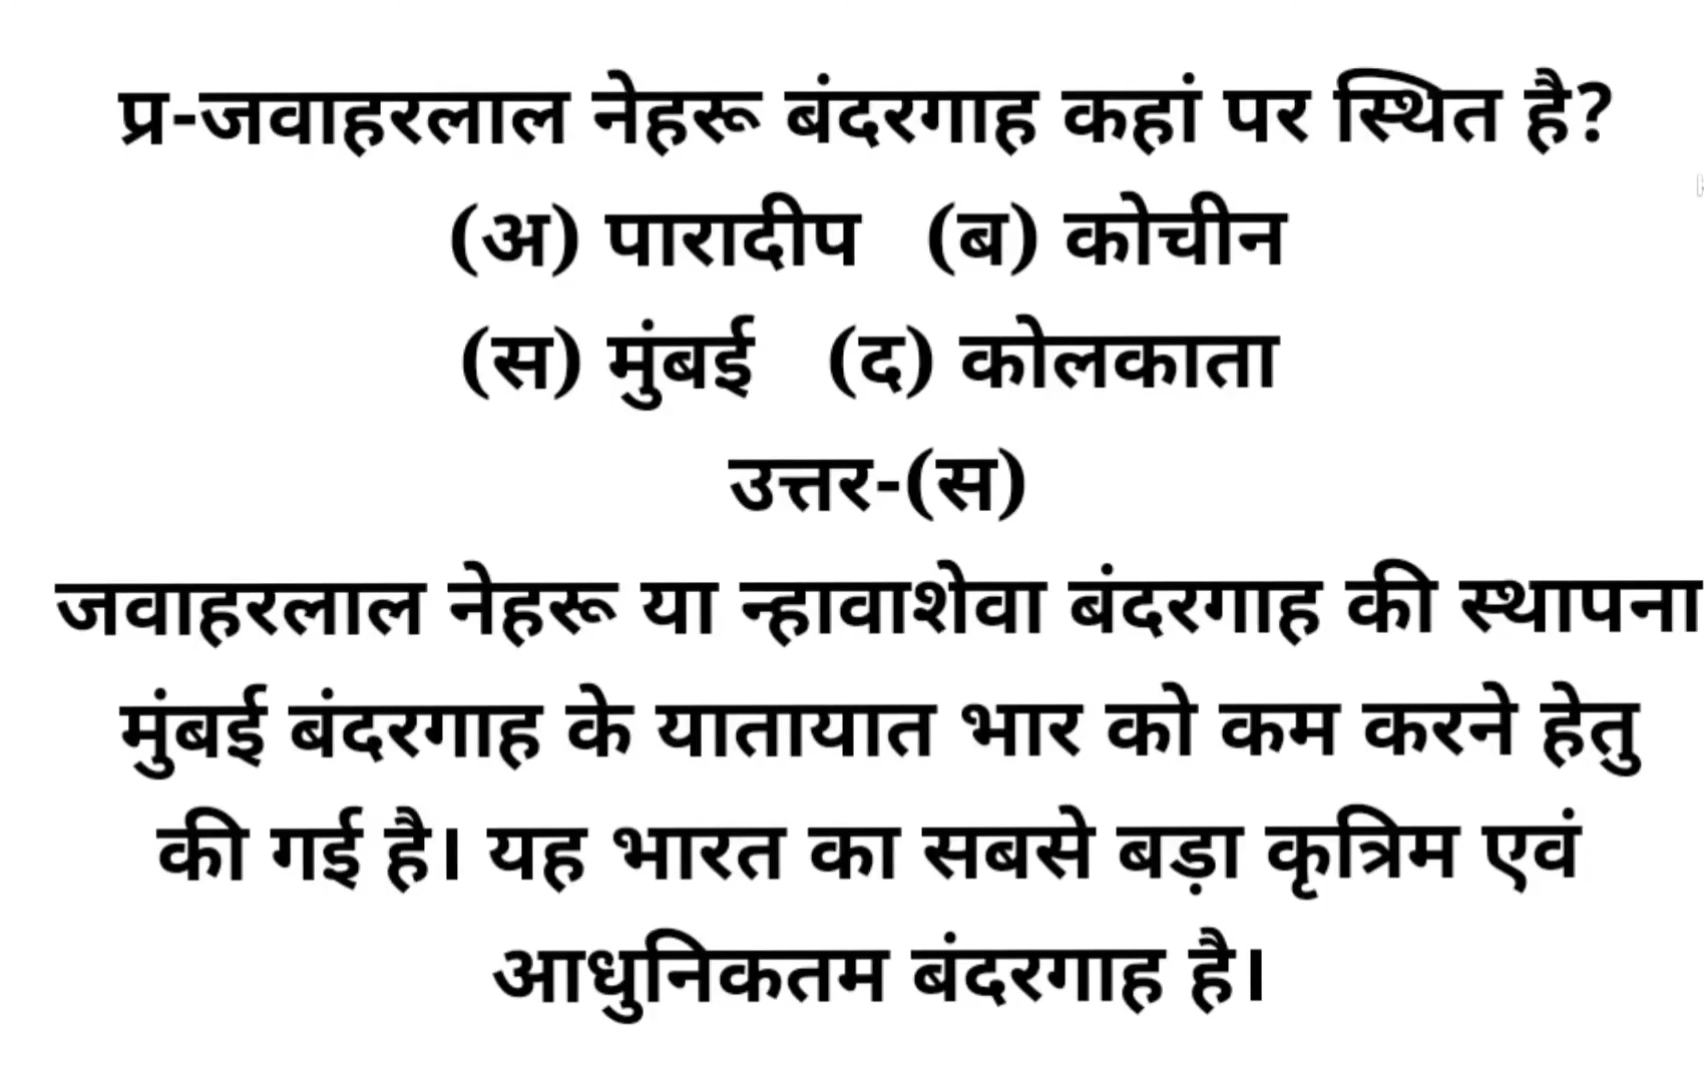 प्र-जवाहरलाल नेहरू बंदरगाह कहां पर स्थित है?
(अ) पारादीप (ब) कोचीन
(स) मुंबई (द) कोलकाता
उत्तर-(स)
जवाहरलाल नेहरू या न्हावाशेवा बंदरगाह की स्थापना
मुंबई बंदरगाह के यातायात भार को कम करने हेतु
की गई है। यह भारत का सबसे बड़ा कृत्रिम एवं
आधुनिकतम बंदरगाह है।